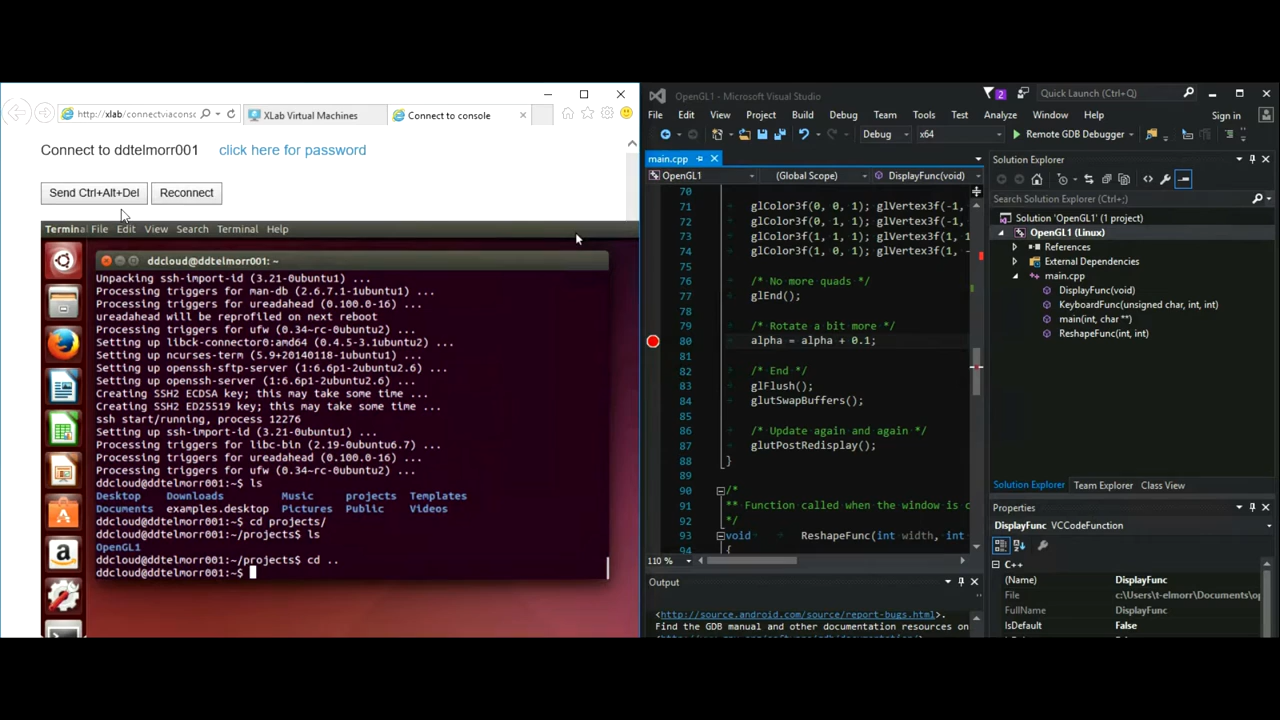 http://xlab/connectviaconso
XLab Virtual Machines
Connect to console
Connect to ddtelmorr001 click here for password
Send Ctrl+Alt+Del Reconnect
Terminal File Edit View Search Terminal Help
ddcloud@ddtelmorr001: ~
Unpacking ssh-import-id (3.21-0ubuntu1) ...
Processing triggers for man-db (2.6.7.1-1ubuntu1) ...
Processing triggers for ureadahead (0.100.0-16) ...
ureadahead will be reprofiled on next reboot
Processing triggers for ufw (0.34~rc-0ubuntu2) ...
Setting up libck-connector0:amd64 (0.4.5-3.1ubuntu2) ...
Setting up ncurses-term (5.9+20140118-1ubuntu1) ...
Setting up openssh-sftp-server (1:6.6p1-2ubuntu2.6) ...
Setting up openssh-server (1:6.6p1-2ubuntu2.6) ...
Creating SSH2 ECDSA key; this may take some time ...
Creating SSH2 ED25519 key; this may take some time ...
ssh start/running, process 12276
Setting up ssh-import-id (3.21-0ubuntu1) ...
Processing triggers for libc-bin (2.19-0ubuntu6.7) ...
Processing triggers for ureadahead (0.100.0-16) ...
Processing triggers for ufw (0.34~rc-0ubuntu2) ...
ddcloud@ddtelmorr001:~$ ls
Desktop Downloads Music projects Templates
Documents examples.desktop Pictures Public Videos
ddcloud@ddtelmorr001:~$ cd projects/
ddcloud@ddtelmorr001:~/projects$ ls
OpenGL1
ddcloud@ddtelmorr001:~/projects$ cd ..
ddcloud@ddtelmorr001:~$
OpenGL1 - Microsoft Visual Studio 2 Quick Launch (Ctrl+Q)
File Edit View Project Build Debug Team Tools Test Analyze Window Help Sign in
Debug x64 Remote GDB Debugger
main.cpp
OpenGL1 (Global Scope) DisplayFunc(void)
70
71 glColor3f(0, 0, 1); glVertex3f(-1,
72 glColor3f(0, 1, 1); glVertex3f(-1,
73 glColor3f(1, 1, 1); glVertex3f(1, 1
74 glColor3f(1, 0, 1); glVertex3f(1,
75
76 /* No more quads */
77 glEnd();
78
79 /* Rotate a bit more */
80 alpha = alpha + 0.1;
81
82 /* End */
83 glFlush();
84 glutSwapBuffers();
85
86 /* Update again and again */
87 glutPostRedisplay();
88 }
89
90 /*
91 ** Function called when the window is c
92 */
93 void ReshapeFunc(int width, int
94 {
110 %
Output
<http://source.android.com/source/report-bugs.html>.
Find the GDB manual and other documentation resources on
Solution Explorer
Search Solution Explorer (Ctrl+;)
Solution 'OpenGL1' (1 project)
OpenGL1 (Linux)
References
External Dependencies
main.cpp
DisplayFunc(void)
KeyboardFunc(unsigned char, int, int)
main(int, char **)
ReshapeFunc(int, int)
Solution Explorer Team Explorer Class View
Properties
DisplayFunc VCCodeFunction
C++
(Name) DisplayFunc
File c:\Users\t-elmorr\Documents\op
FullName DisplayFunc
IsDefault False
IsInjected False